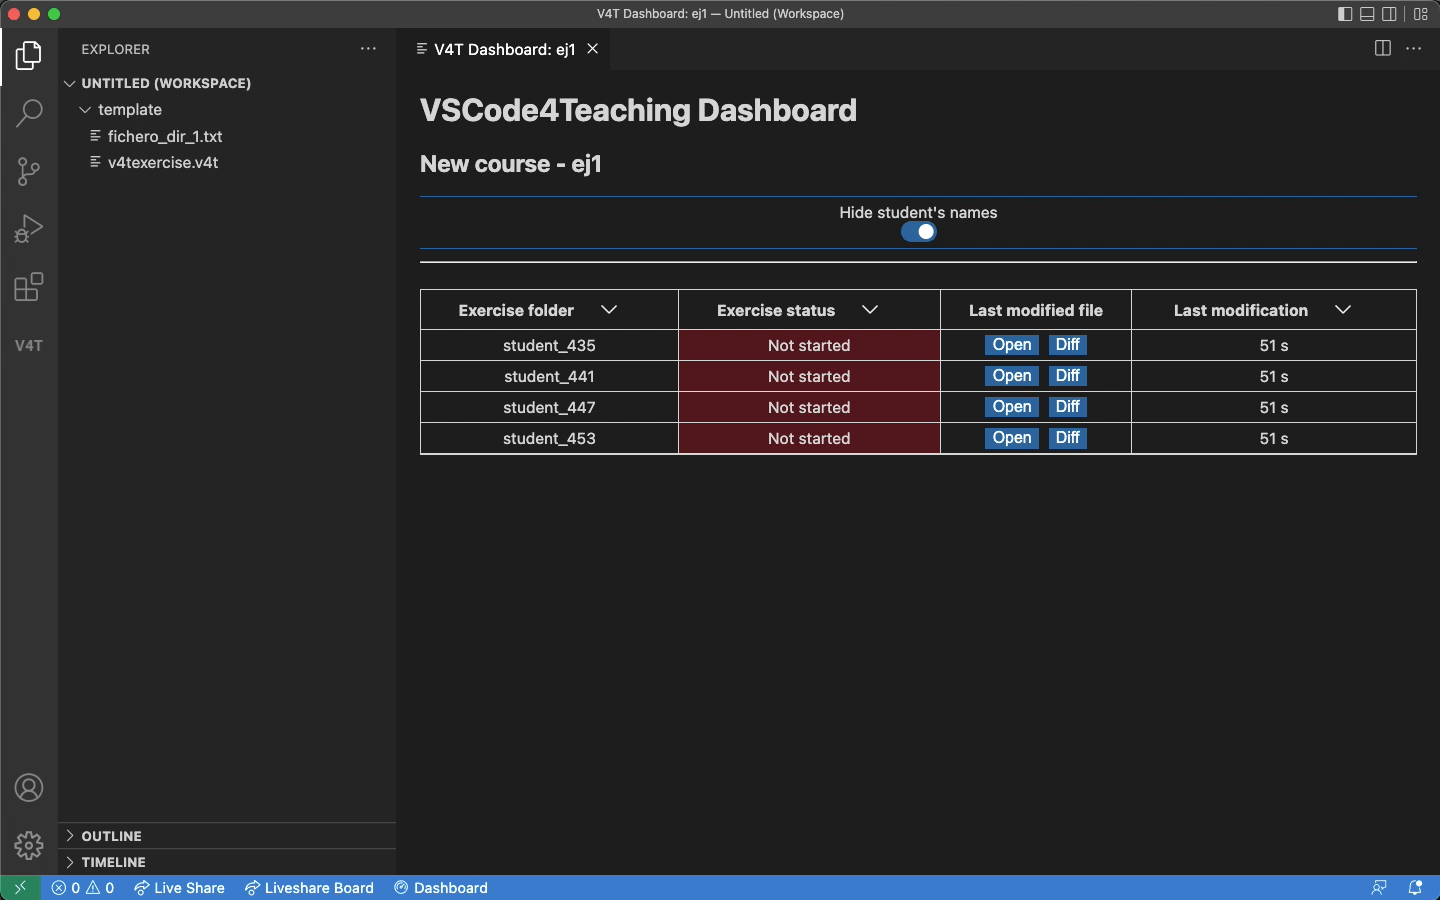 V4T Dashboard: ej1 — Untitled (Workspace)
EXPLORER
UNTITLED (WORKSPACE)
template
fichero_dir_1.txt
v4texercise.v4t
V4T
OUTLINE
TIMELINE
V4T Dashboard: ej1
VSCode4Teaching Dashboard
New course - ej1
Hide student's names
Exercise folder Exercise status Last modified file Last modification
student_435 Not started Open Diff 51 s
student_441 Not started Open Diff 51 s
student_447 Not started Open Diff 51 s
student_453 Not started Open Diff 51 s
0 0 Live Share Liveshare Board Dashboard